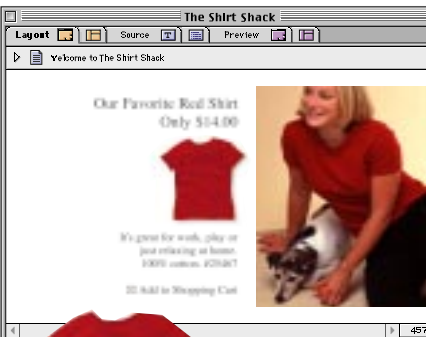 The Shirt Shack
Layout Source T Preview
Welcome to The Shirt Shack
Our Favorite Red Shirt
Only $14.00
It's great for work, play or
just relaxing at home.
100% cotton.
Add to Shopping Cart
457